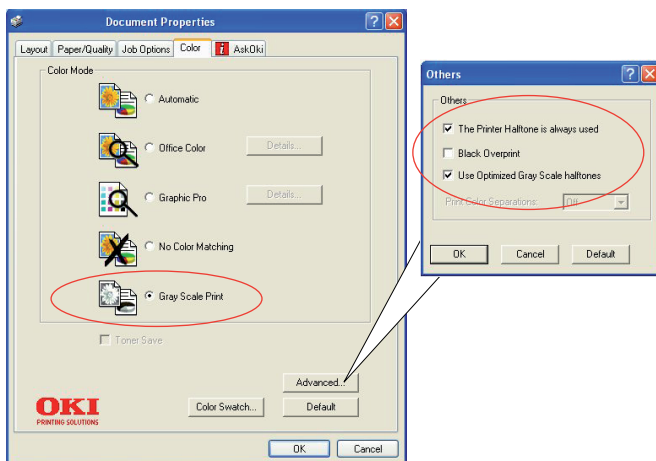 Document Properties
Layout Paper/Quality Job Options Color i AskOki
Color Mode
Automatic
Office Color Details...
Graphic Pro Details...
No Color Matching
Gray Scale Print
Toner Save
Advanced...
OKI
PRINTING SOLUTIONS
Color Swatch... Default
OK Cancel
Others
Others
The Printer Halftone is always used
Black Overprint
Use Optimized Gray Scale halftones
Print Color Separations: Off
OK Cancel Default